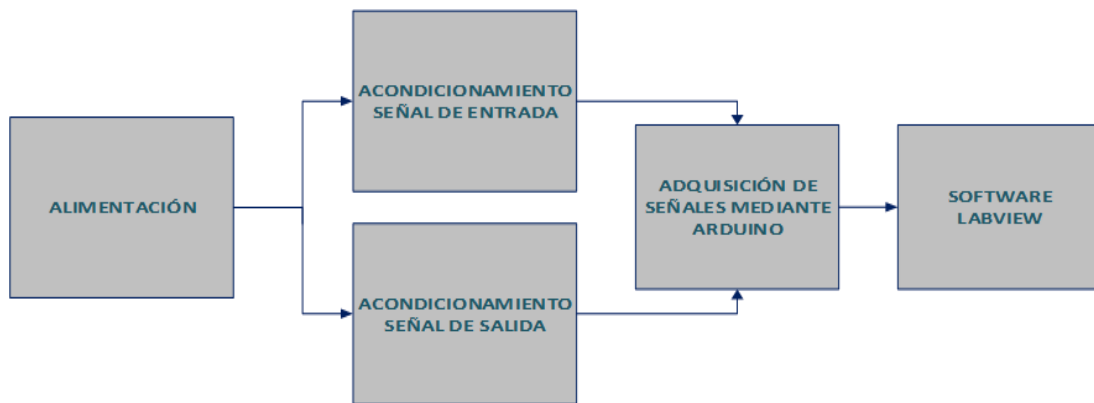 ALIMENTACIÓN
ACONDICIONAMIENTO
SEÑAL DE ENTRADA
ACONDICIONAMIENTO
SEÑAL DE SALIDA
ADQUISICIÓN DE
SEÑALES MEDIANTE
ARDUINO
SOFTWARE
LABVIEW